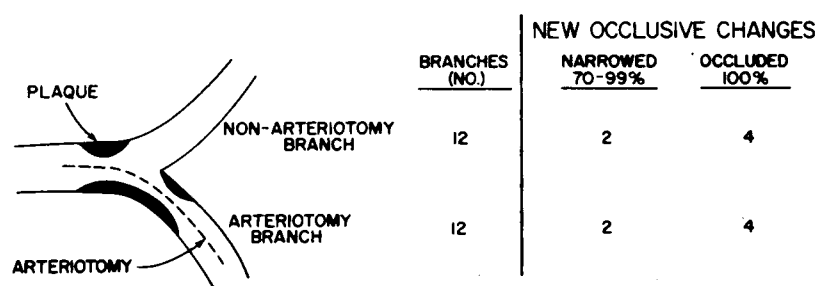 NEW OCCLUSIVE CHANGES
BRANCHES (NO.)
NARROWED 70-99%
OCCLUDED 100%
PLAQUE
NON-ARTERIOTOMY BRANCH
12 2 4
ARTERIOTOMY BRANCH
12 2 4
ARTERIOTOMY